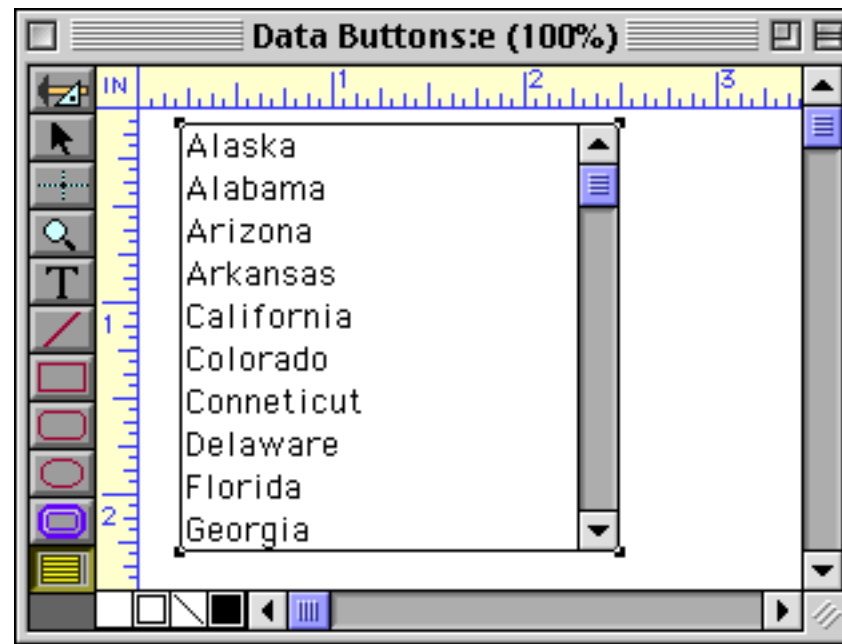 Data Buttons:e (100%)
IN
1
2
3
T
1
2
Alaska
Alabama
Arizona
Arkansas
California
Colorado
Conneticut
Delaware
Florida
Georgia